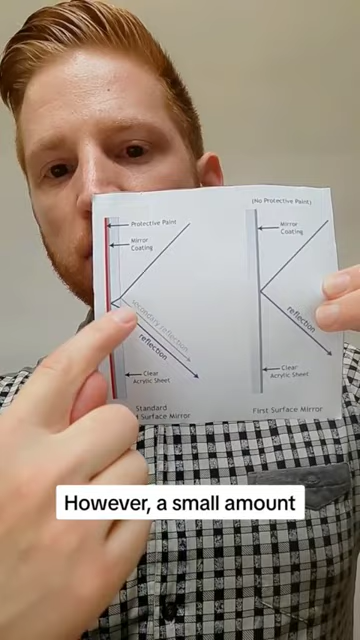 Protective Paint
Mirror
Coating
secondary reflection
reflection
Clear
Acrylic Sheet
Standard
Surface Mirror
(No Protective Paint)
Mirror
Coating
reflection
Clear
Acrylic Sheet
First Surface Mirror
However, a small amount